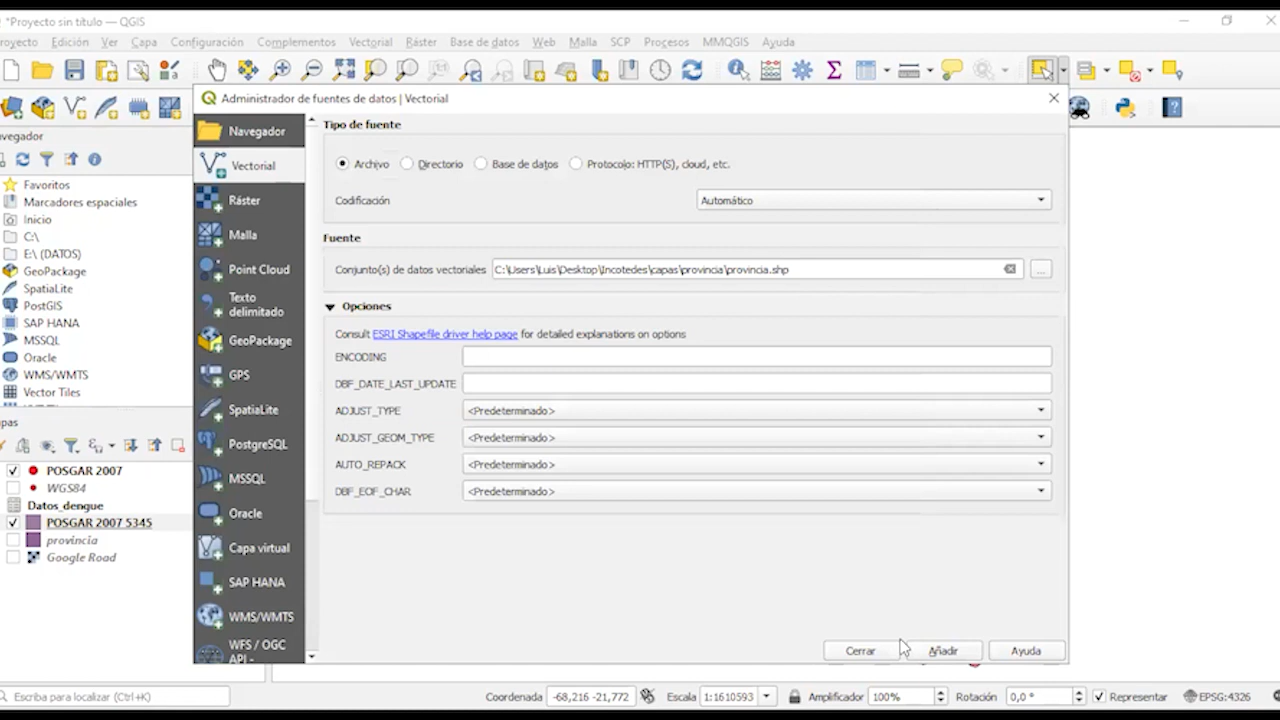 *Proyecto sin título — QGIS
royecto Edición Ver Capa Configuración Complementos Vectorial Ráster Base de datos Web Malla SCP Procesos MMQGIS Ayuda
Administrador de fuentes de datos | Vectorial
avegador
Favoritos
Marcadores espaciales
Inicio
C:\
E:\ (DATOS)
GeoPackage
SpatiaLite
PostGIS
SAP HANA
MSSQL
Oracle
WMS/WMTS
Vector Tiles
pas
POSGAR 2007
WGS84
Datos_dengue
POSGAR 2007 5345
provincia
Google Road
Navegador
Vectorial
Ráster
Malla
Point Cloud
Texto
delimitado
GeoPackage
GPS
SpatiaLite
PostgreSQL
MSSQL
Oracle
Capa virtual
SAP HANA
WMS/WMTS
WFS / OGC
API -
Tipo de fuente
Archivo Directorio Base de datos Protocolo: HTTP(S), cloud, etc.
Codificación Automático
Fuente
Conjunto(s) de datos vectoriales C:\Users\Luis\Desktop\Incotedes\capas\provincia\provincia.shp ...
Opciones
Consult ESRI Shapefile driver help page for detailed explanations on options
ENCODING
DBF_DATE_LAST_UPDATE
ADJUST_TYPE <Predeterminado>
ADJUST_GEOM_TYPE <Predeterminado>
AUTO_REPACK <Predeterminado>
DBF_EOF_CHAR <Predeterminado>
Cerrar Añadir Ayuda
Escriba para localizar (Ctrl+K) Coordenada -68,216 -21,772 Escala 1:1610593 Amplificador 100% Rotación 0,0 ° Representar EPSG:4326